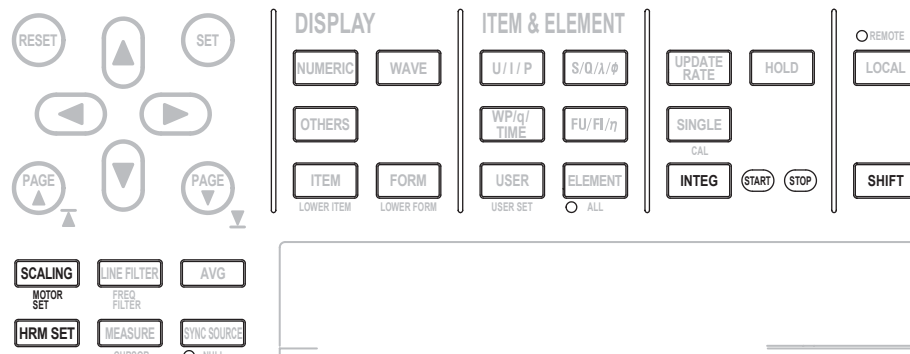 DISPLAY
ITEM & ELEMENT
RESET
SET
REMOTE
NUMERIC
WAVE
U / I / P
S/Q/λ/ϕ
UPDATE
RATE
HOLD
LOCAL
OTHERS
WP/q/
TIME
FU/FI/η
SINGLE
CAL
PAGE
PAGE
ITEM
FORM
USER
ELEMENT
INTEG
START
STOP
SHIFT
LOWER ITEM
LOWER FORM
USER SET
ALL
SCALING
LINE FILTER
AVG
MOTOR
SET
FREQ
FILTER
HRM SET
MEASURE
SYNC SOURCE
CURSOR
NULL